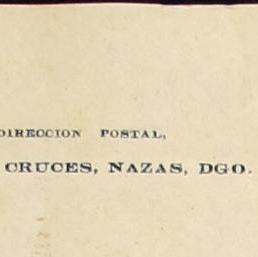 DIRECCION POSTAL,
CRUCES, NAZAS, DGO.